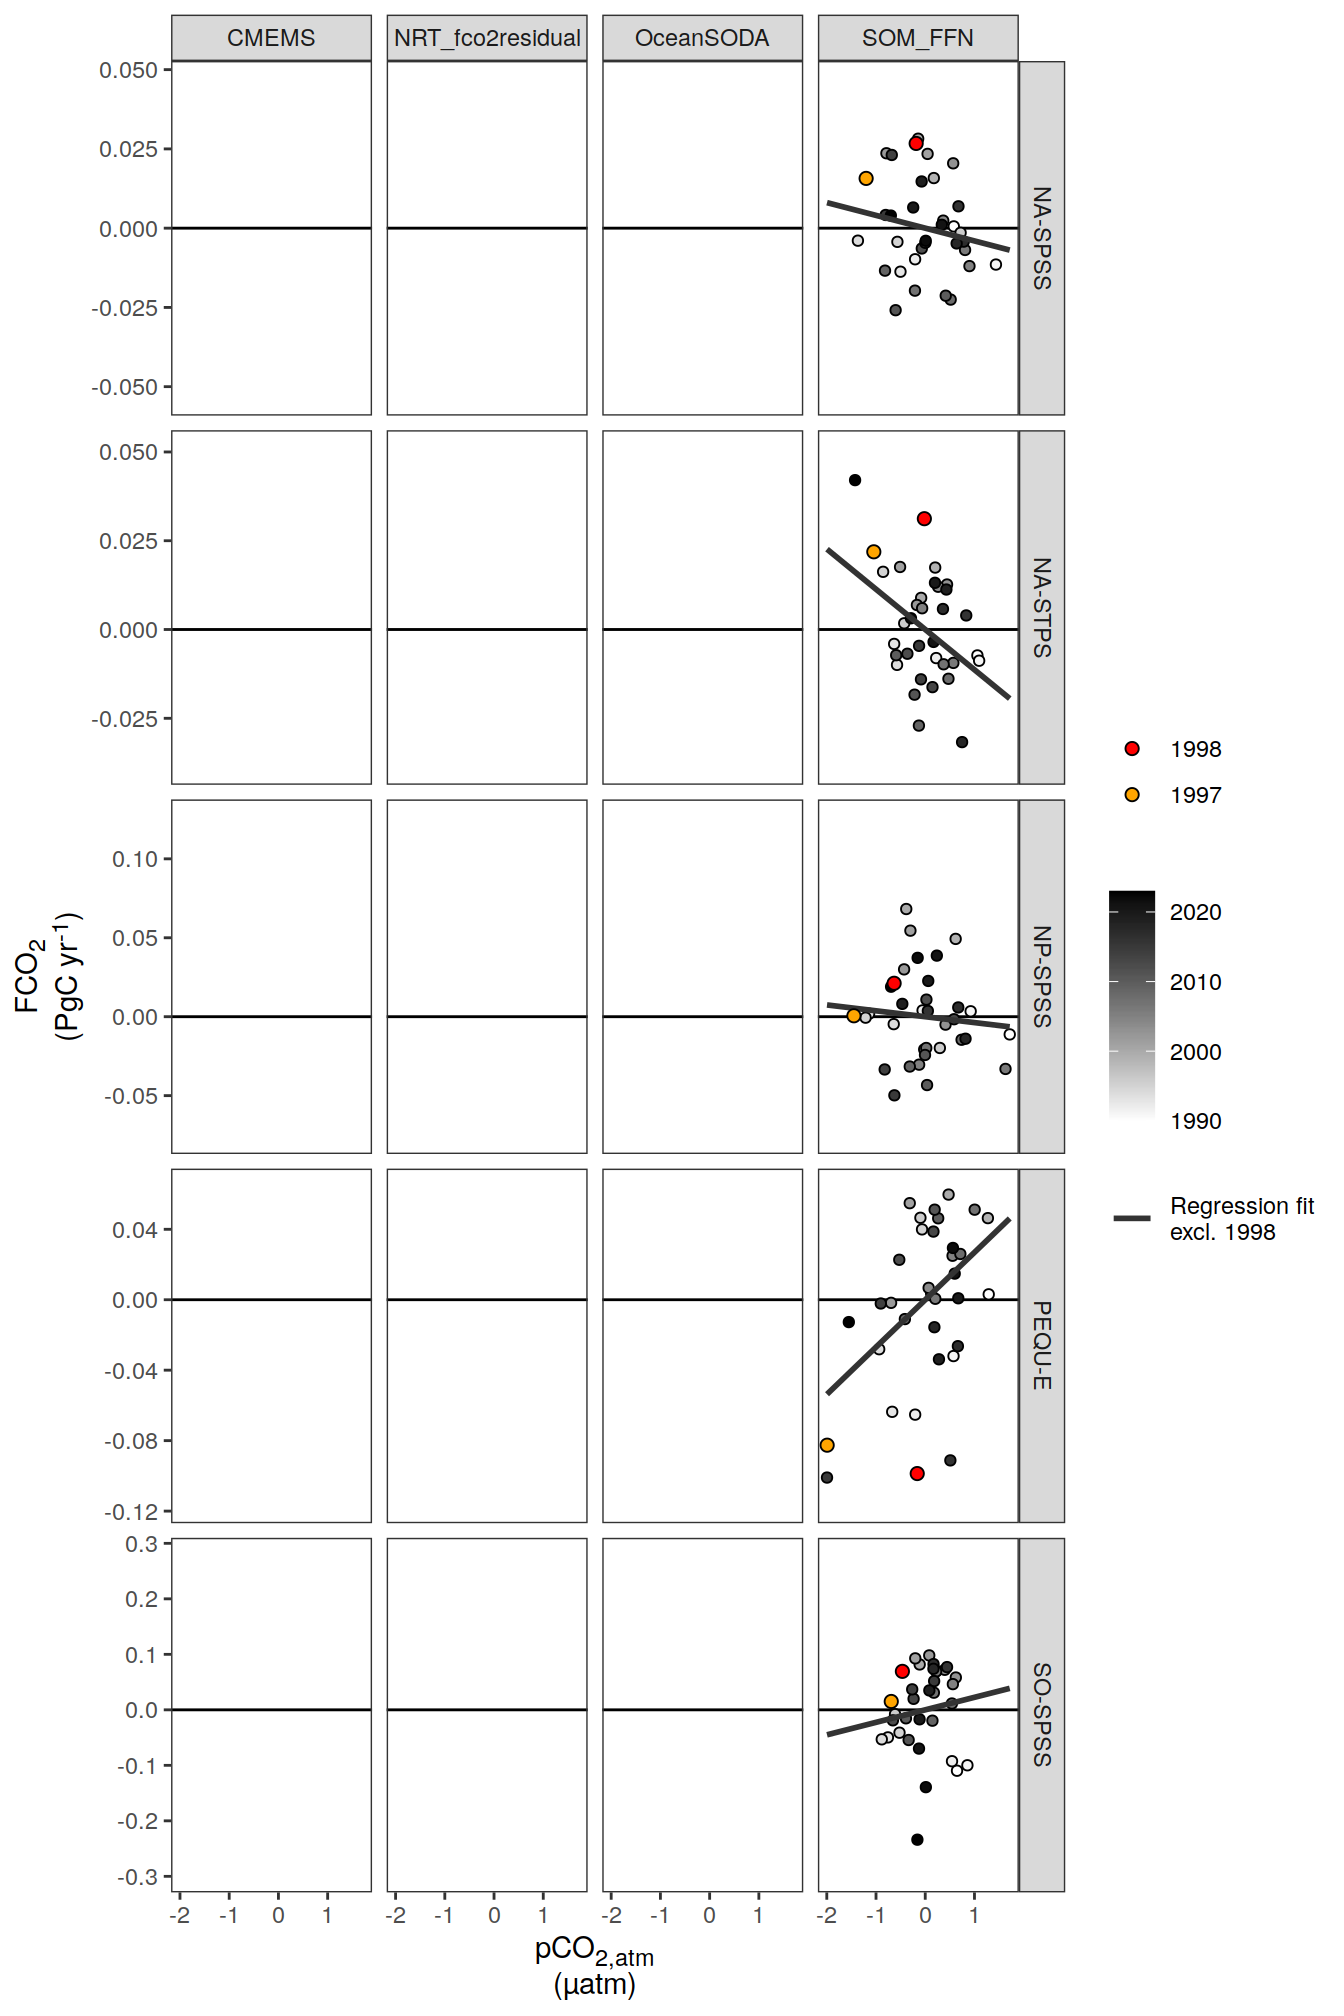 CMEMS NRT_fco2residual OceanSODA SOM_FFN
0.050
0.025
0.000
-0.025
-0.050
NA-SPSS
0.050
0.025
0.000
-0.025
NA-STPS
0.10
0.05
0.00
-0.05
NP-SPSS
0.04
0.00
-0.04
-0.08
-0.12
PEQU-E
0.3
0.2
0.1
0.0
-0.1
-0.2
-0.3
SO-SPSS
-2 -1 0 1 -2 -1 0 1 -2 -1 0 1 -2 -1 0 1
pCO2,atm
(µatm)
FCO2
(PgC yr-1)
1998
1997
2020
2010
2000
1990
Regression fit
excl. 1998